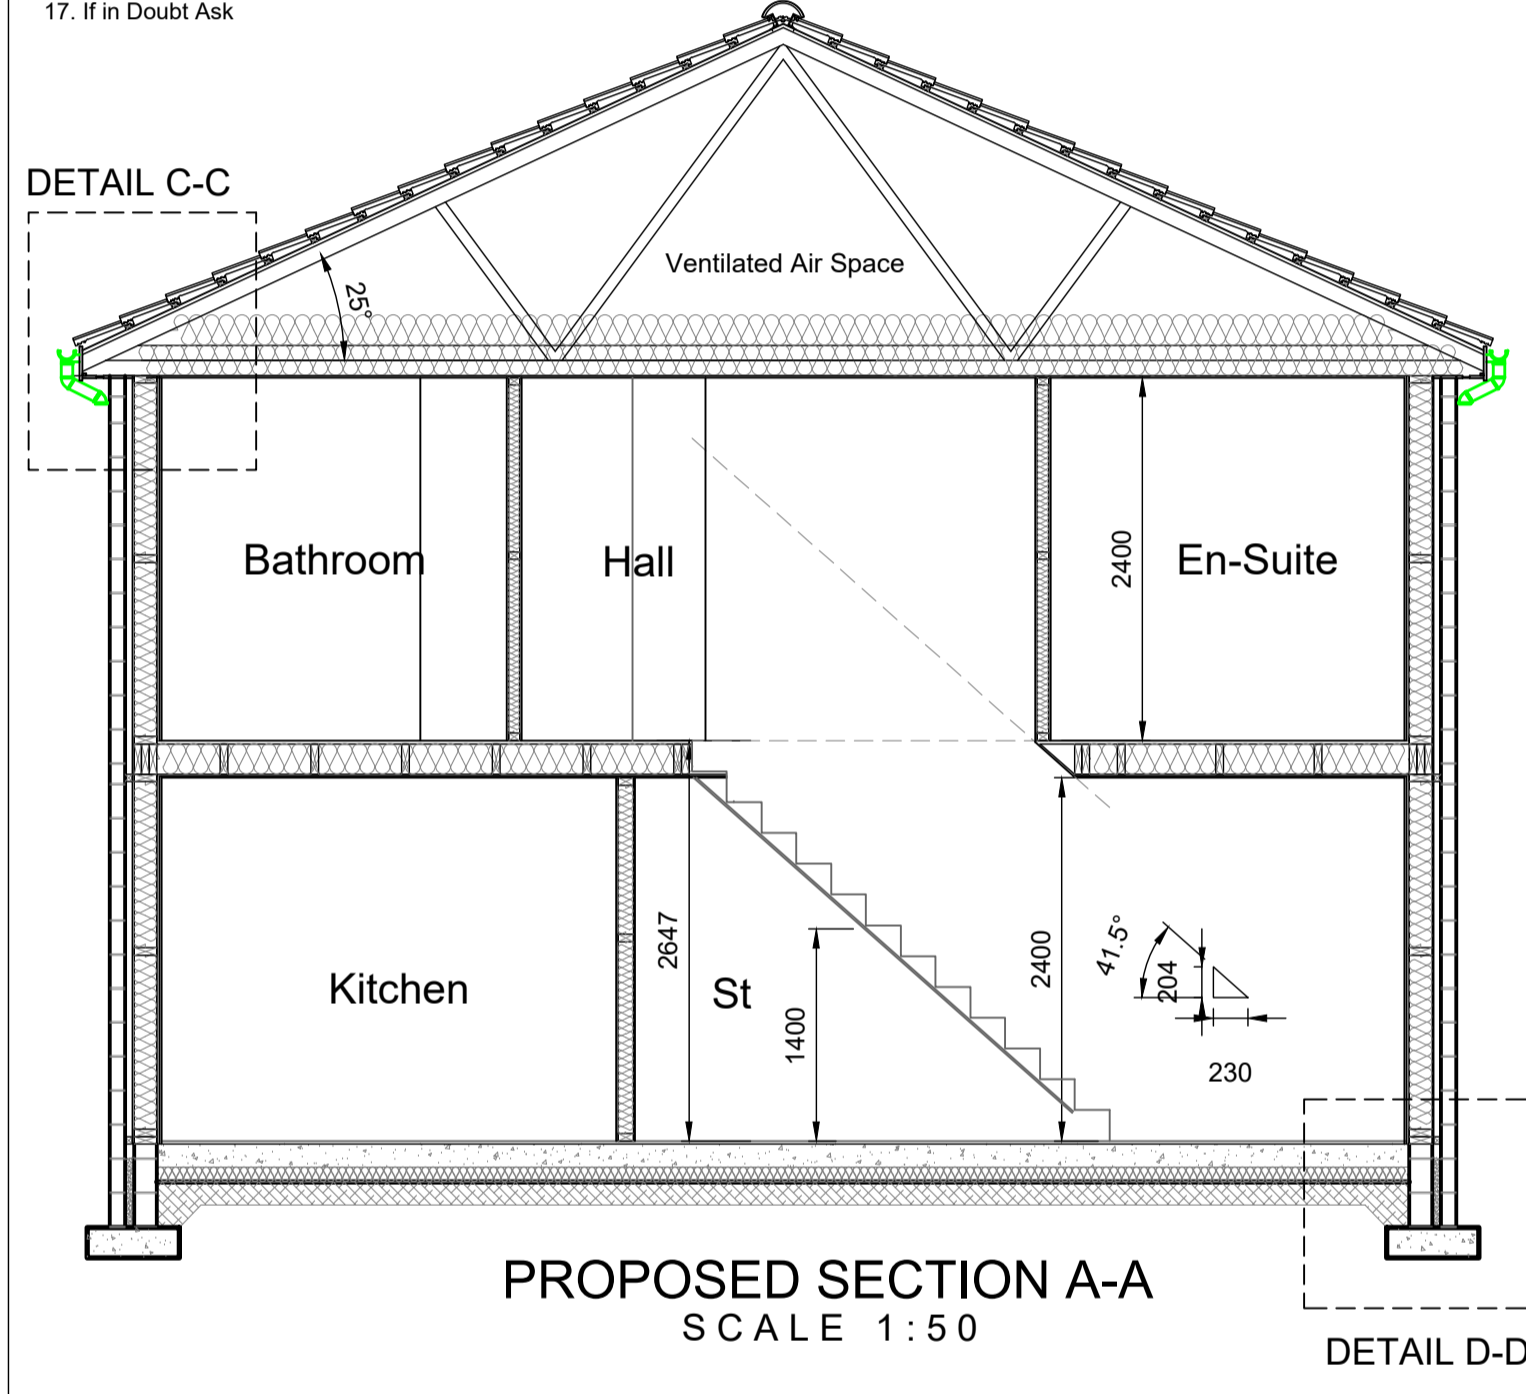 17. If in Doubt Ask
DETAIL C-C
Ventilated Air Space
25°
Bathroom
Hall
2400
En-Suite
Kitchen
2647
St
1400
2400
41.5°
204
230
PROPOSED SECTION A-A
SCALE 1:50
DETAIL D-D